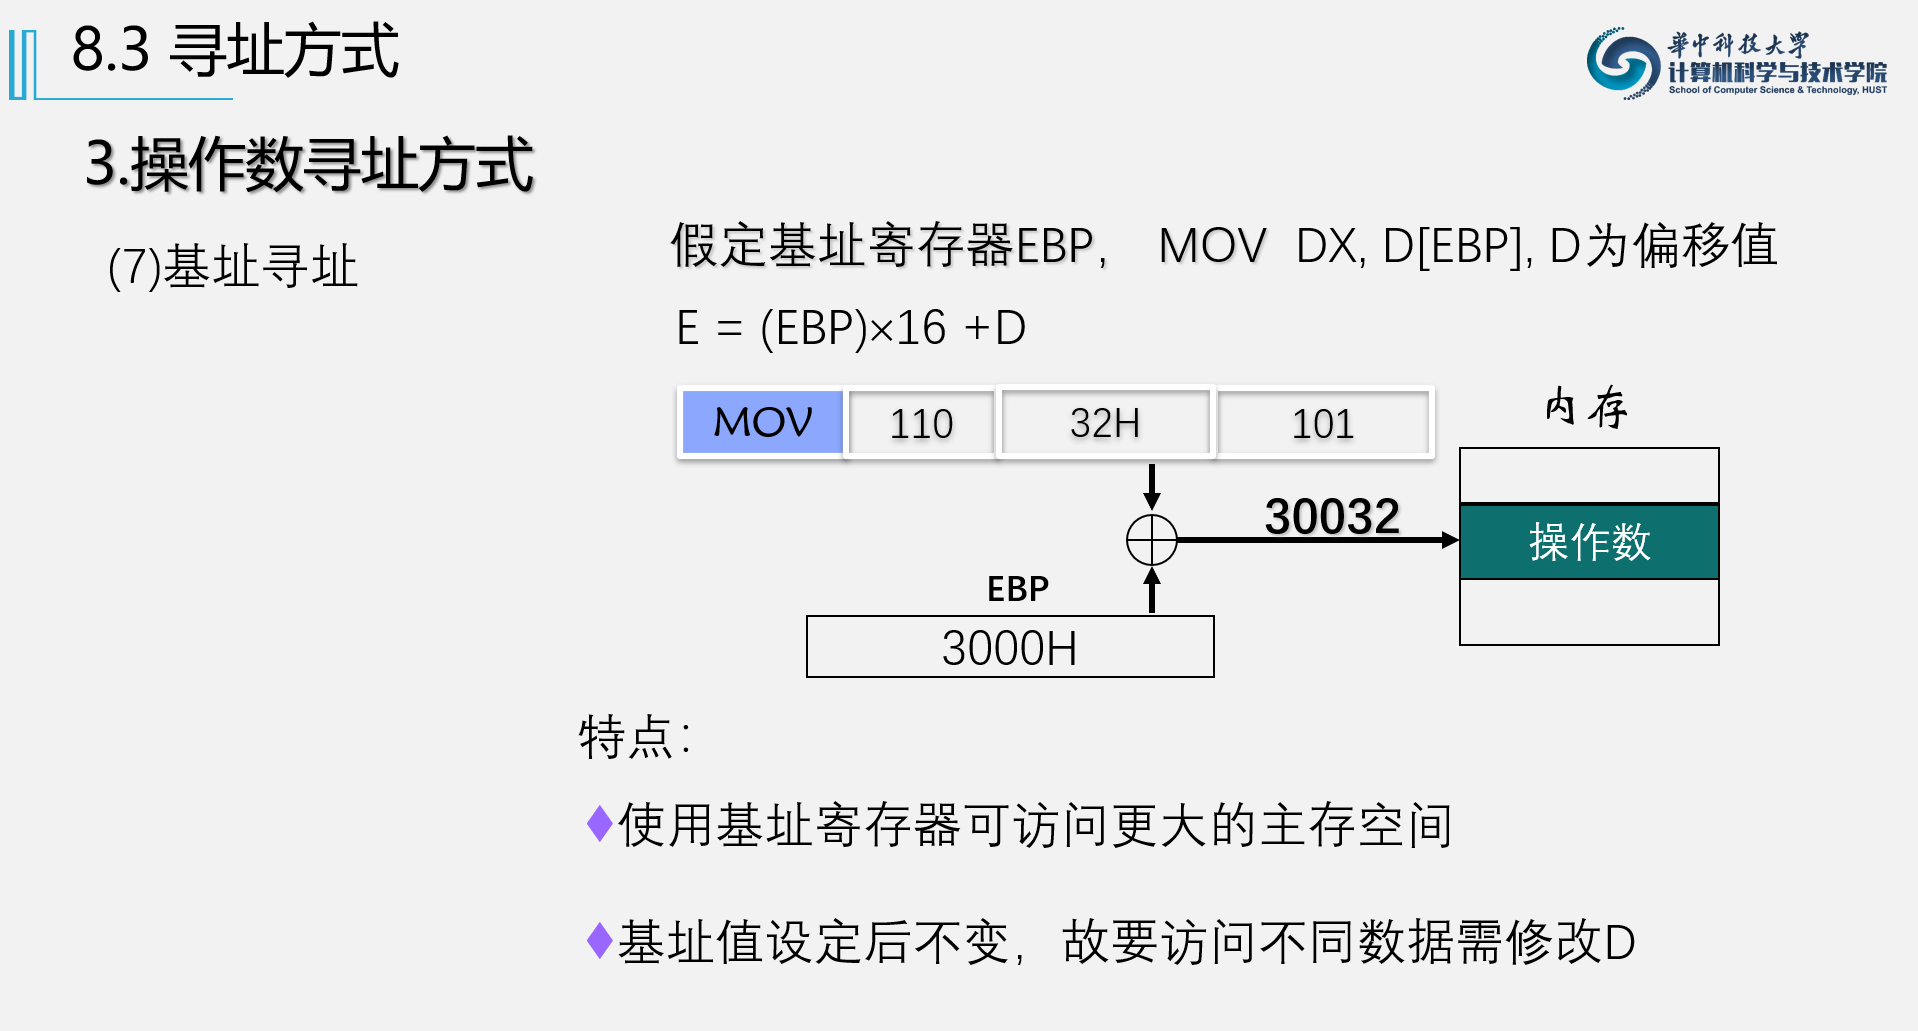 8.3 寻址方式
華中科技大學
计算机科学与技术学院
School of Computer Science & Technology, HUST
3.操作数寻址方式
(7)基址寻址
假定基址寄存器EBP， MOV DX, D[EBP], D为偏移值
E = (EBP)×16 +D
MOV 110 32H 101
内存
30032
操作数
EBP
3000H
特点：
♦使用基址寄存器可访问更大的主存空间
♦基址值设定后不变，故要访问不同数据需修改D